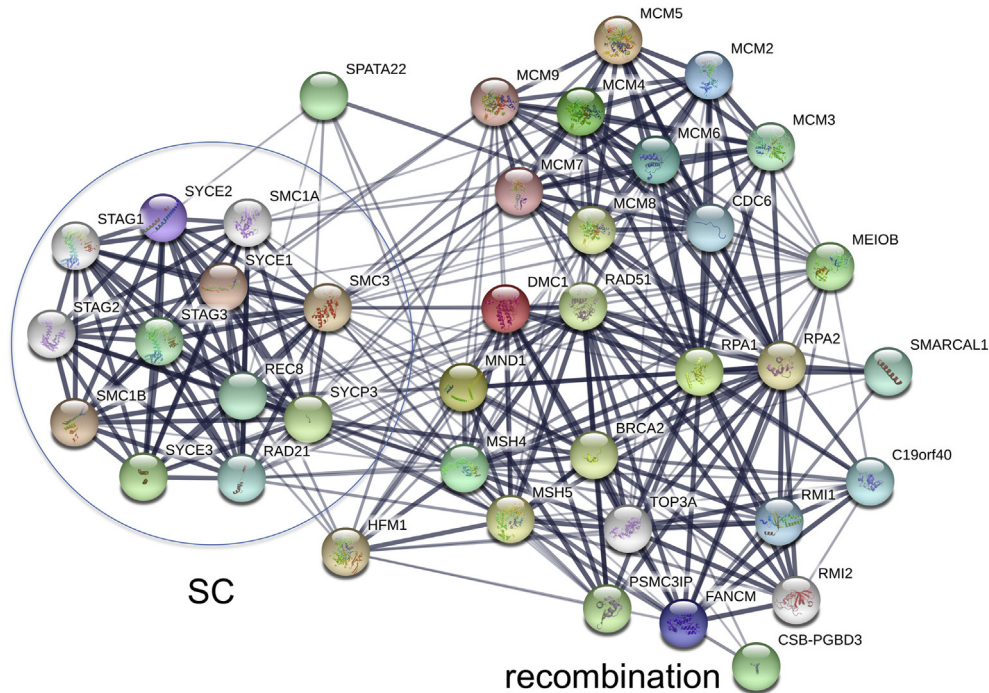 MCM5
MCM2
SPATA22
MCM9
MCM4
MCM3
MCM6
MCM7
SYCE2
SMC1A
STAG1
MCM8
CDC6
MEIOB
SYCE1
SMC3
DMC1
RAD51
STAG2
STAG3
RPA1
RPA2
SMARCAL1
MND1
REC8
SYCP3
SMC1B
BRCA2
SYCE3
RAD21
MSH4
C19orf40
MSH5
TOP3A
RMI1
HFM1
PSMC3IP
FANCM
RMI2
SC
CSB-PGBD3
recombination